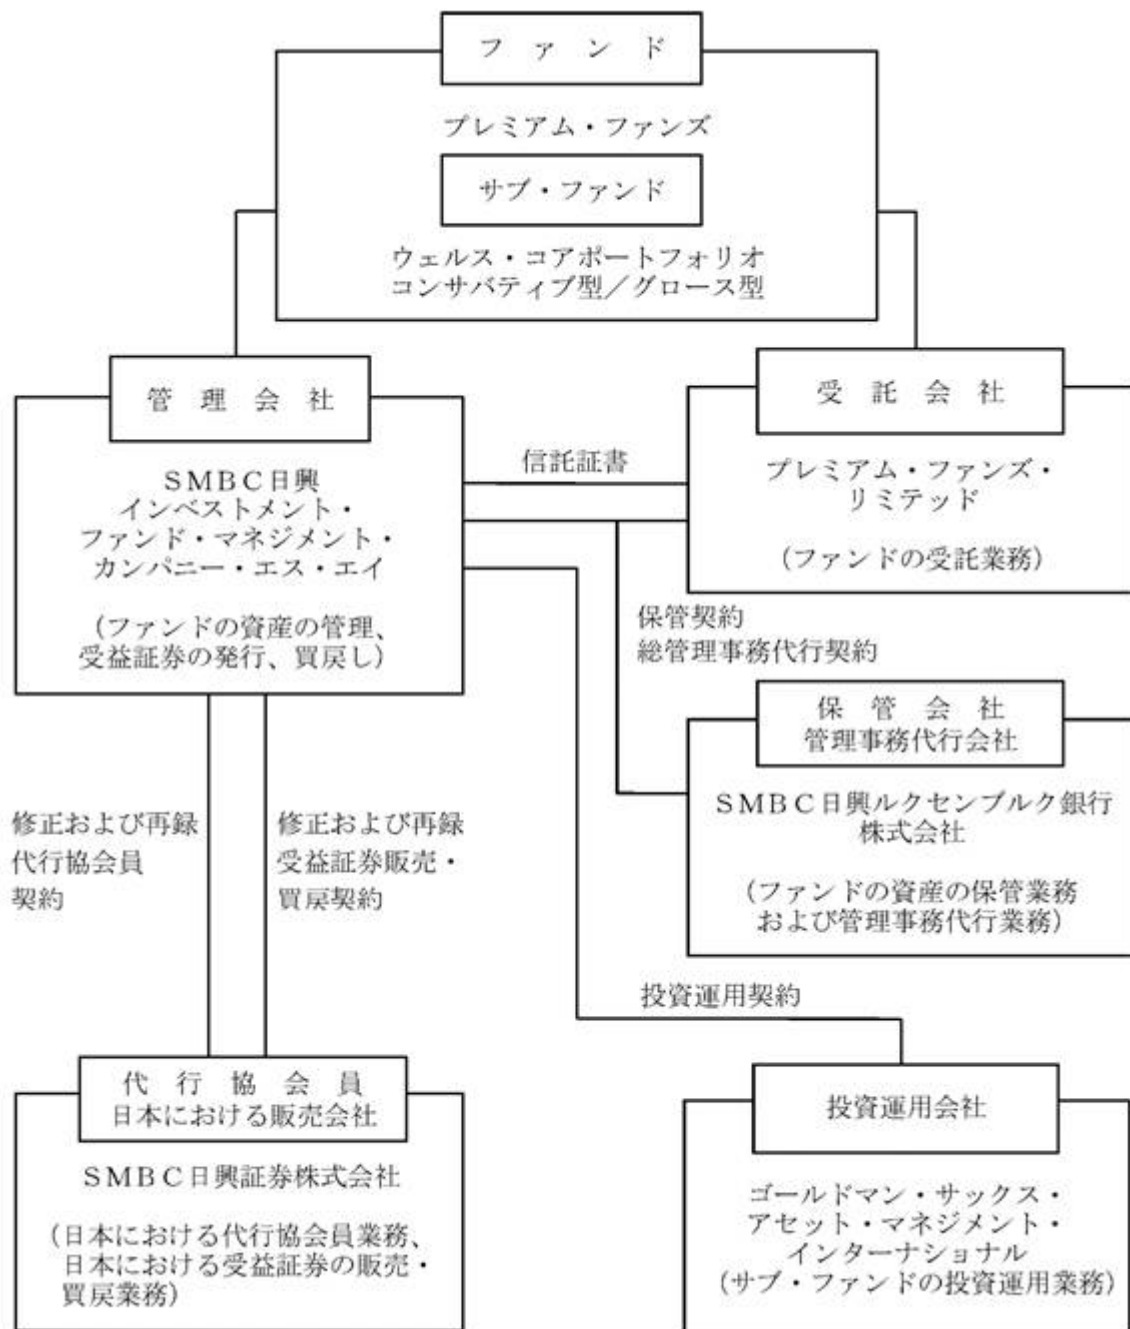 ファンド
プレミアム・ファンズ
サブ・ファンド
ウェルス・コアポートフォリオ
コンサバティブ型／グロース型
管理会社
ＳＭＢＣ日興
インベストメント・
ファンド・マネジメント・
カンパニー・エス・エイ
（ファンドの資産の管理、
受益証券の発行、買戻し）
信託証書
受託会社
プレミアム・ファンズ・
リミテッド
（ファンドの受託業務）
保管契約
総管理事務代行契約
保管会社
管理事務代行会社
ＳＭＢＣ日興ルクセンブルク銀行
株式会社
（ファンドの資産の保管業務
および管理事務代行業務）
修正および再録
代行協会員
契約
修正および再録
受益証券販売・
買戻契約
投資運用契約
代行協会員
日本における販売会社
ＳＭＢＣ日興証券株式会社
（日本における代行協会員業務、
日本における受益証券の販売・
買戻業務）
投資運用会社
ゴールドマン・サックス・
アセット・マネジメント・
インターナショナル
（サブ・ファンドの投資運用業務）